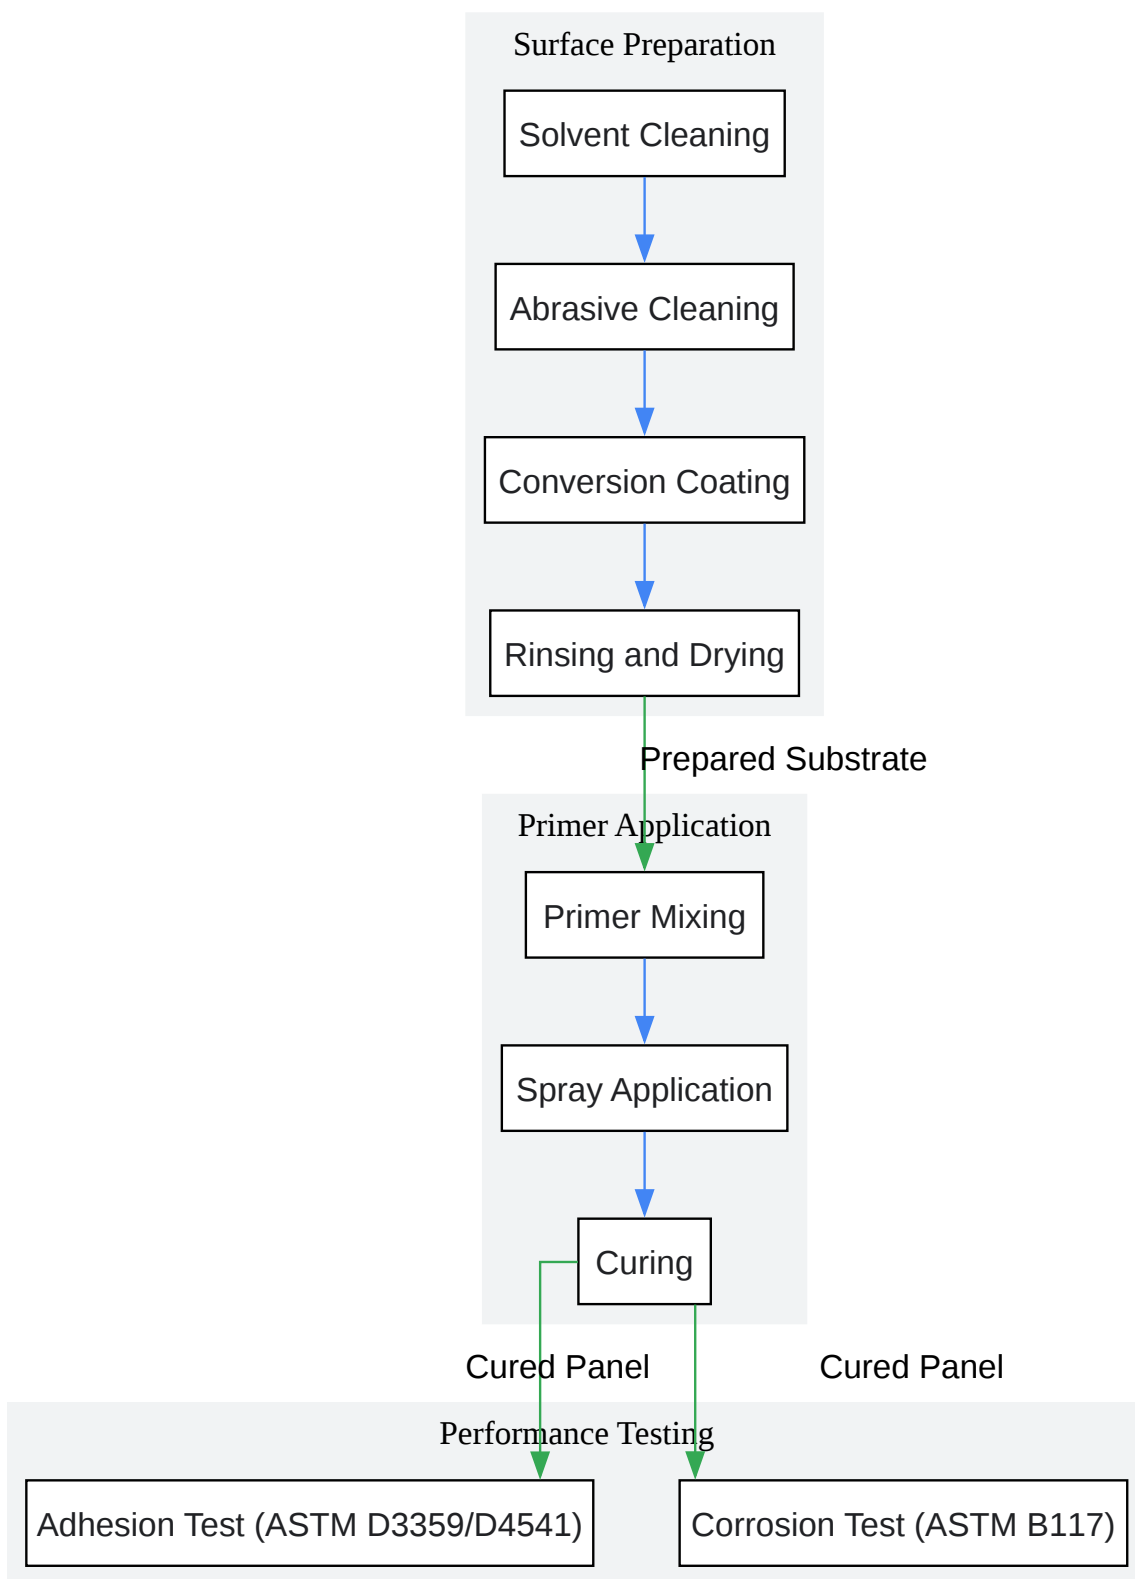 Surface Preparation
Solvent Cleaning
Abrasive Cleaning
Conversion Coating
Rinsing and Drying
Prepared Substrate
Primer Application
Primer Mixing
Spray Application
Curing
Cured Panel
Cured Panel
Performance Testing
Adhesion Test (ASTM D3359/D4541)
Corrosion Test (ASTM B117)